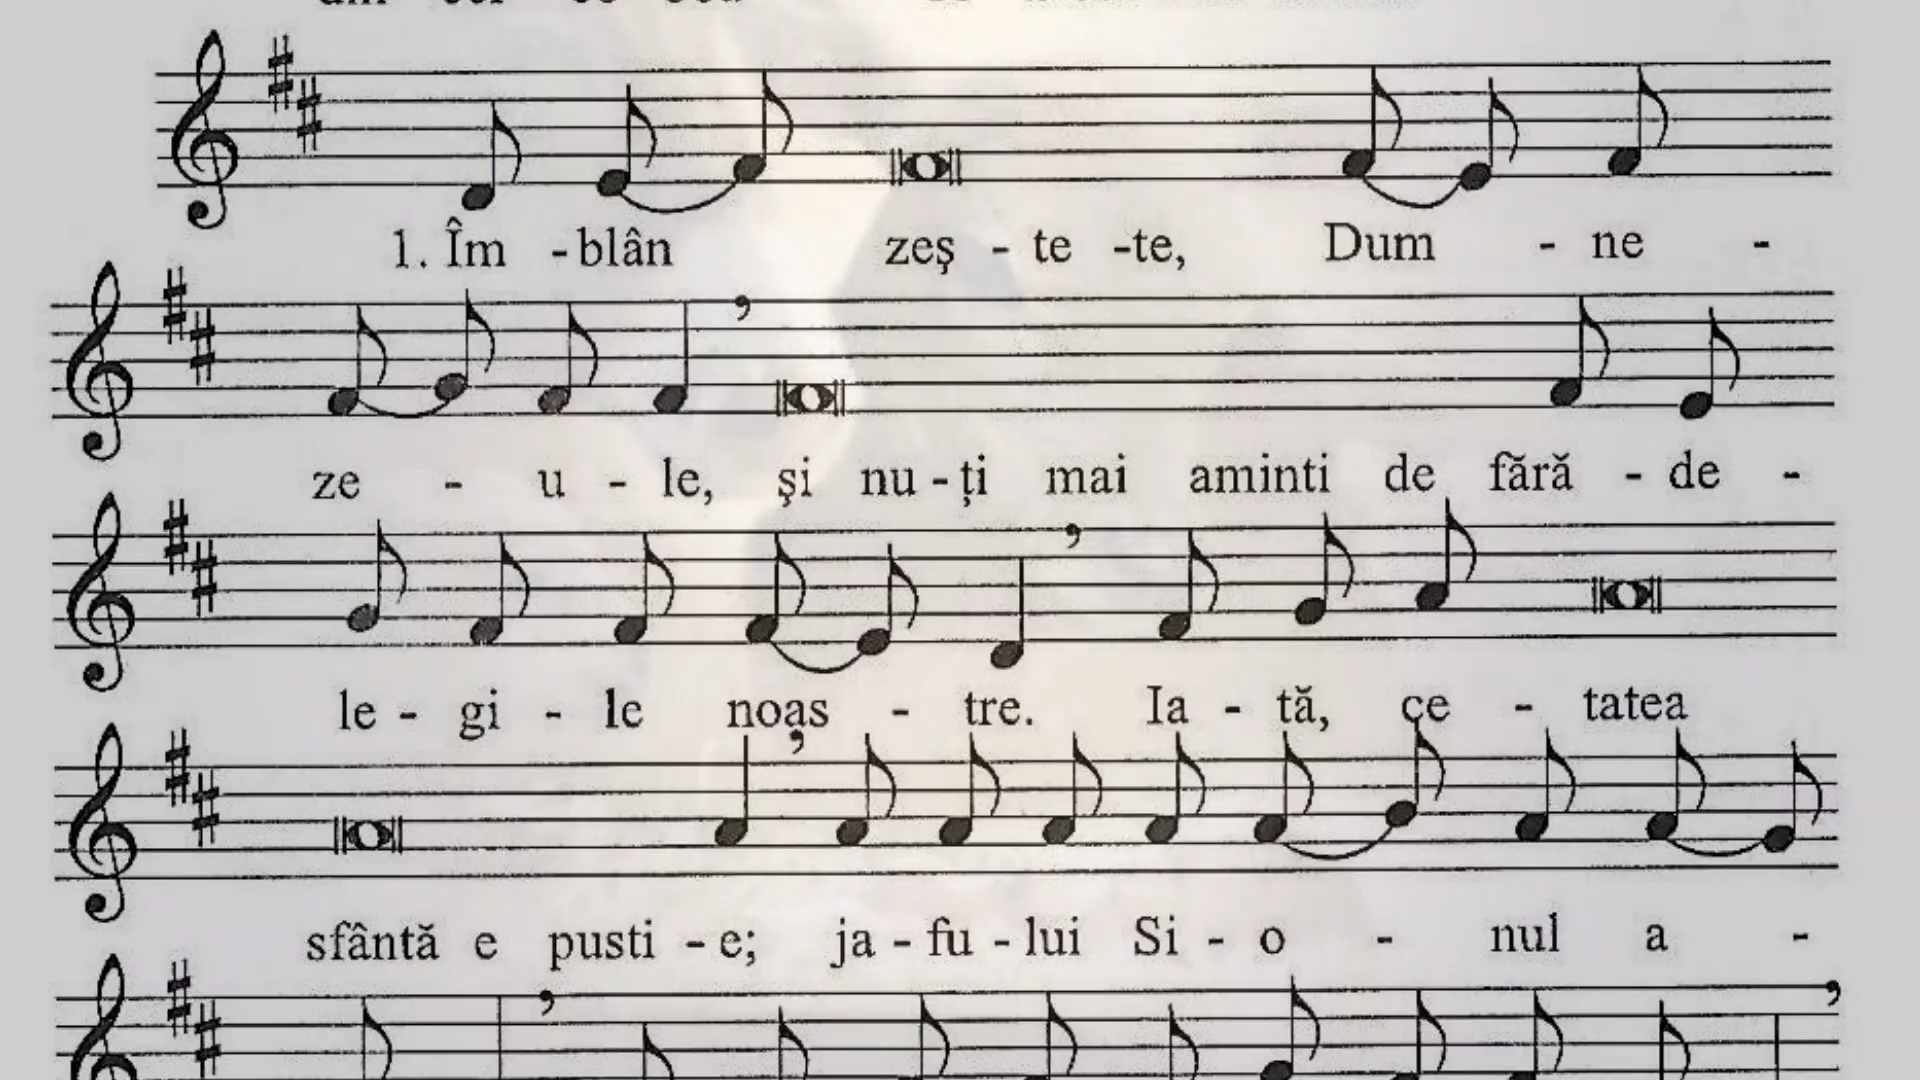 1. Îm - blân zeş - te - te, Dum - ne -
ze - u - le, şi nu - ți mai aminti de fără - de -
le - gi - le noas - tre. Ia - tă, ce - tatea
sfântă e pusti - e; ja - fu - lui Si - o - nul a -